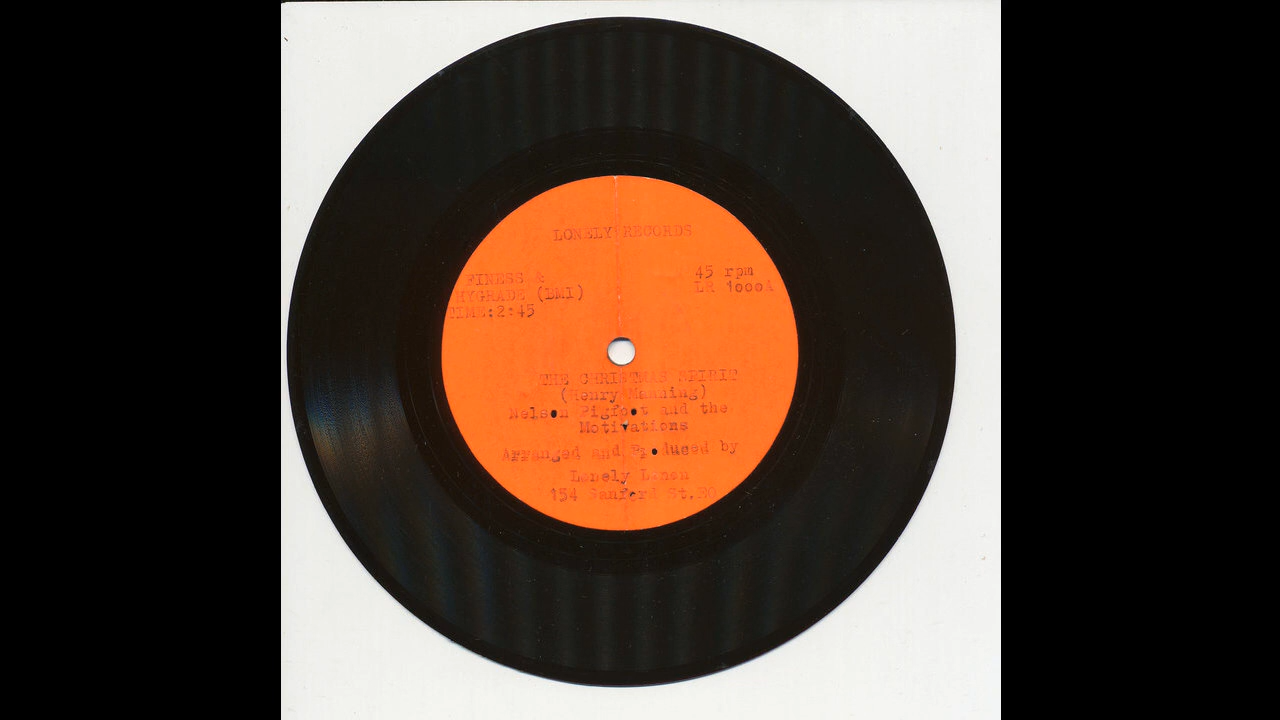 LONELY RECORDS
FINESS &
HYGRADE (BMI)
TIME:2:45
45 rpm
LR 1000A
THE CHRISTMAS SPIRIT
(Henry Manning)
Nelson Pigfoot and the
Motivations
Arranged and Produced by
Lonely
154 Sanford St.20